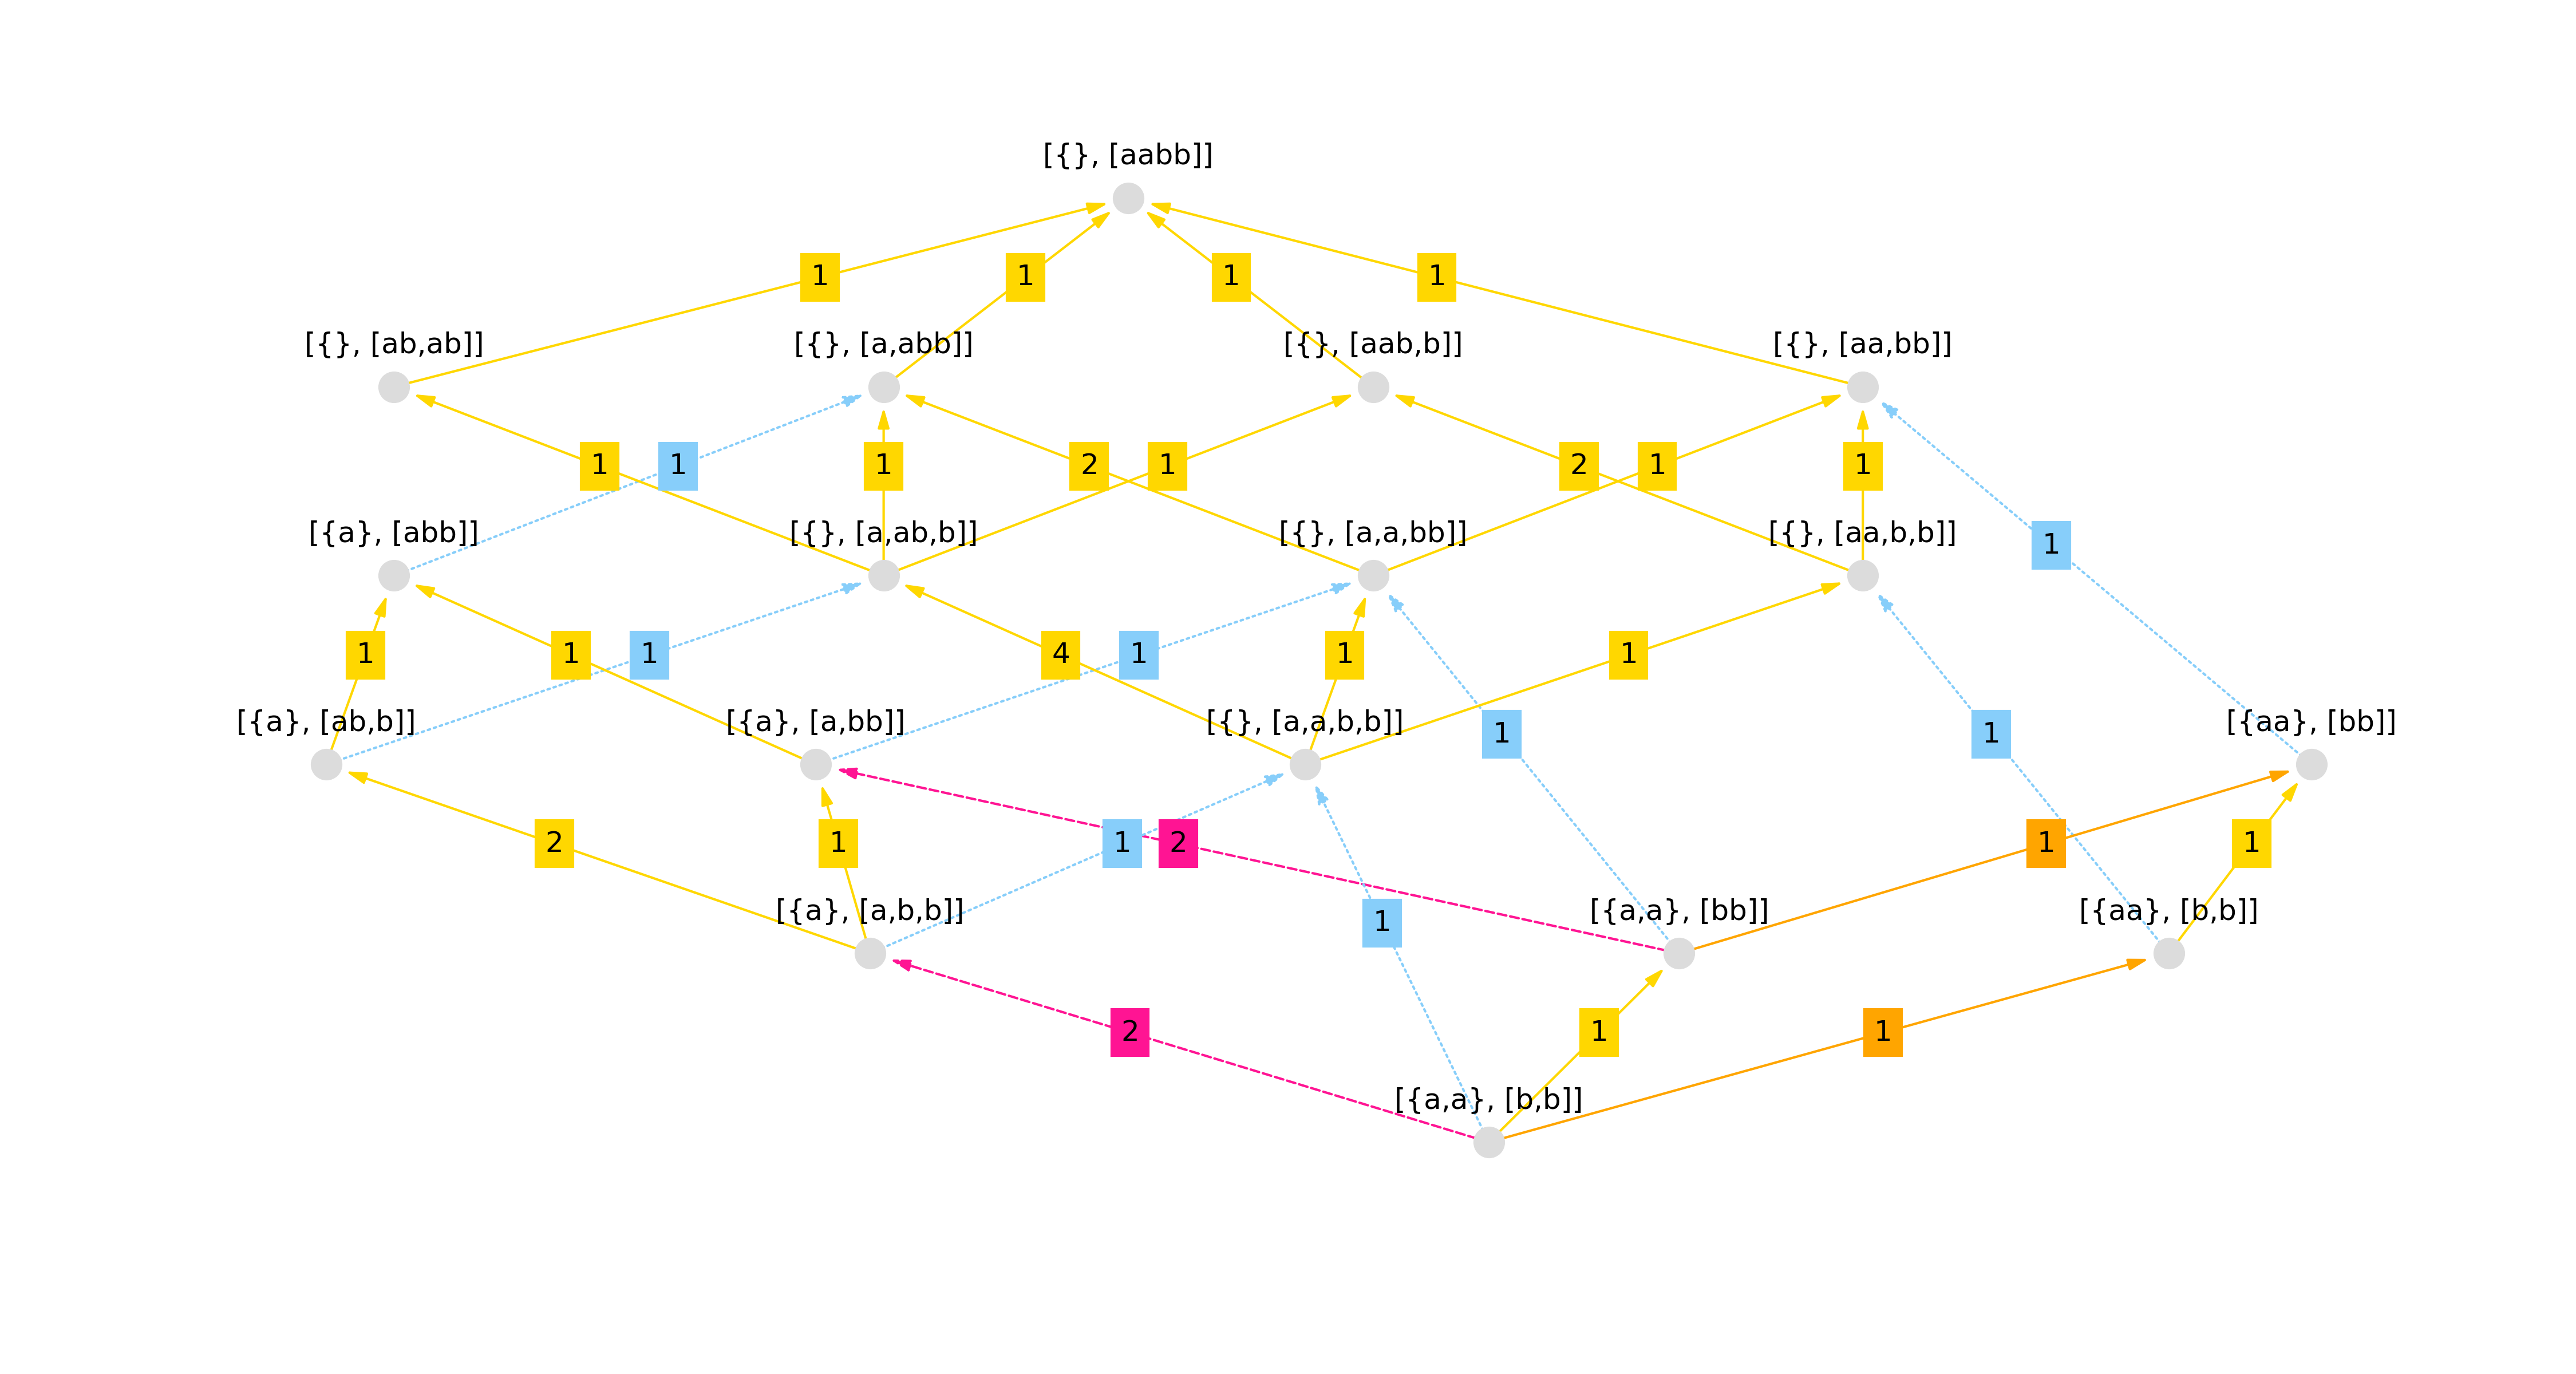 [{}, [aabb]]
1 1 1 1
[{}, [ab,ab]] [{}, [a,abb]] [{}, [aab,b]] [{}, [aa,bb]]
1 1 1 2 1 2 1 1
[{a}, [abb]] [{}, [a,ab,b]] [{}, [a,a,bb]] [{}, [aa,b,b]]
1
1 1 1 4 1 1 1
[{a}, [ab,b]] [{a}, [a,bb]] [{}, [a,a,b,b]] [{aa}, [bb]]
1 1
2 1 1 2 1 1
[{a}, [a,b,b]] [{a,a}, [bb]] [{aa}, [b,b]]
1
2 1 1
[{a,a}, [b,b]]